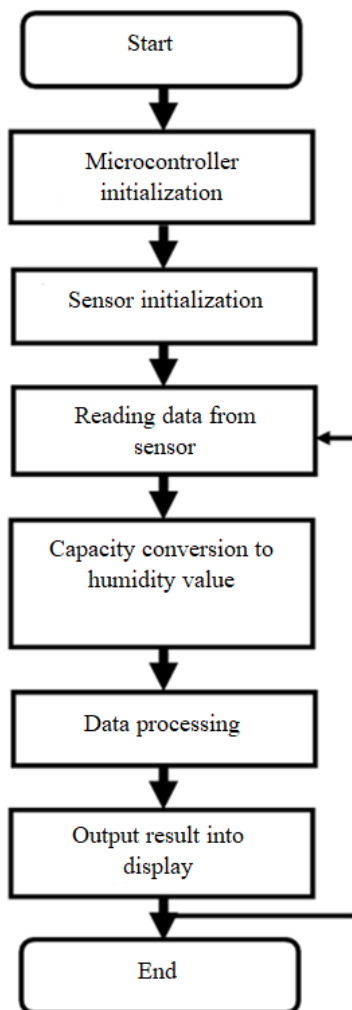 Start
Microcontroller
initialization
Sensor initialization
Reading data from
sensor
Capacity conversion to
humidity value
Data processing
Output result into
display
End